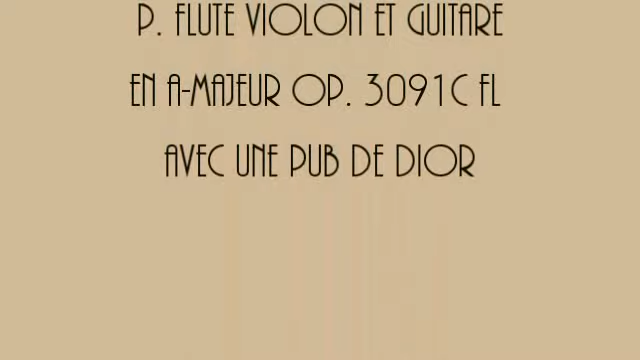 P. FLUTE VIOLON ET GUITARE
EN A-MAJEUR OP. 3091C FL
AVEC UNE PUB DE DIOR